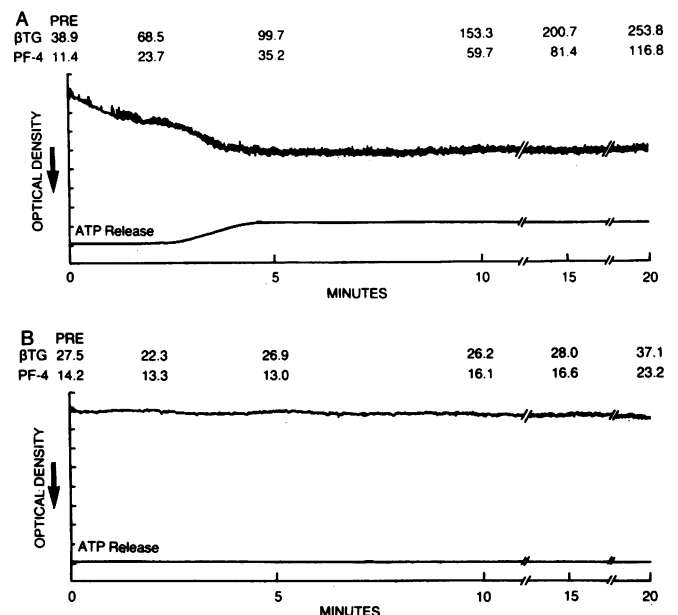 A PRE
βTG 38.9 68.5 99.7 153.3 200.7 253.8
PF-4 11.4 23.7 35.2 59.7 81.4 116.8
OPTICAL DENSITY
ATP Release
0 5 10 15 20
MINUTES
B PRE
βTG 27.5 22.3 26.9 26.2 28.0 37.1
PF-4 14.2 13.3 13.0 16.1 16.6 23.2
OPTICAL DENSITY
ATP Release
0 5 10 15 20
MINUTES